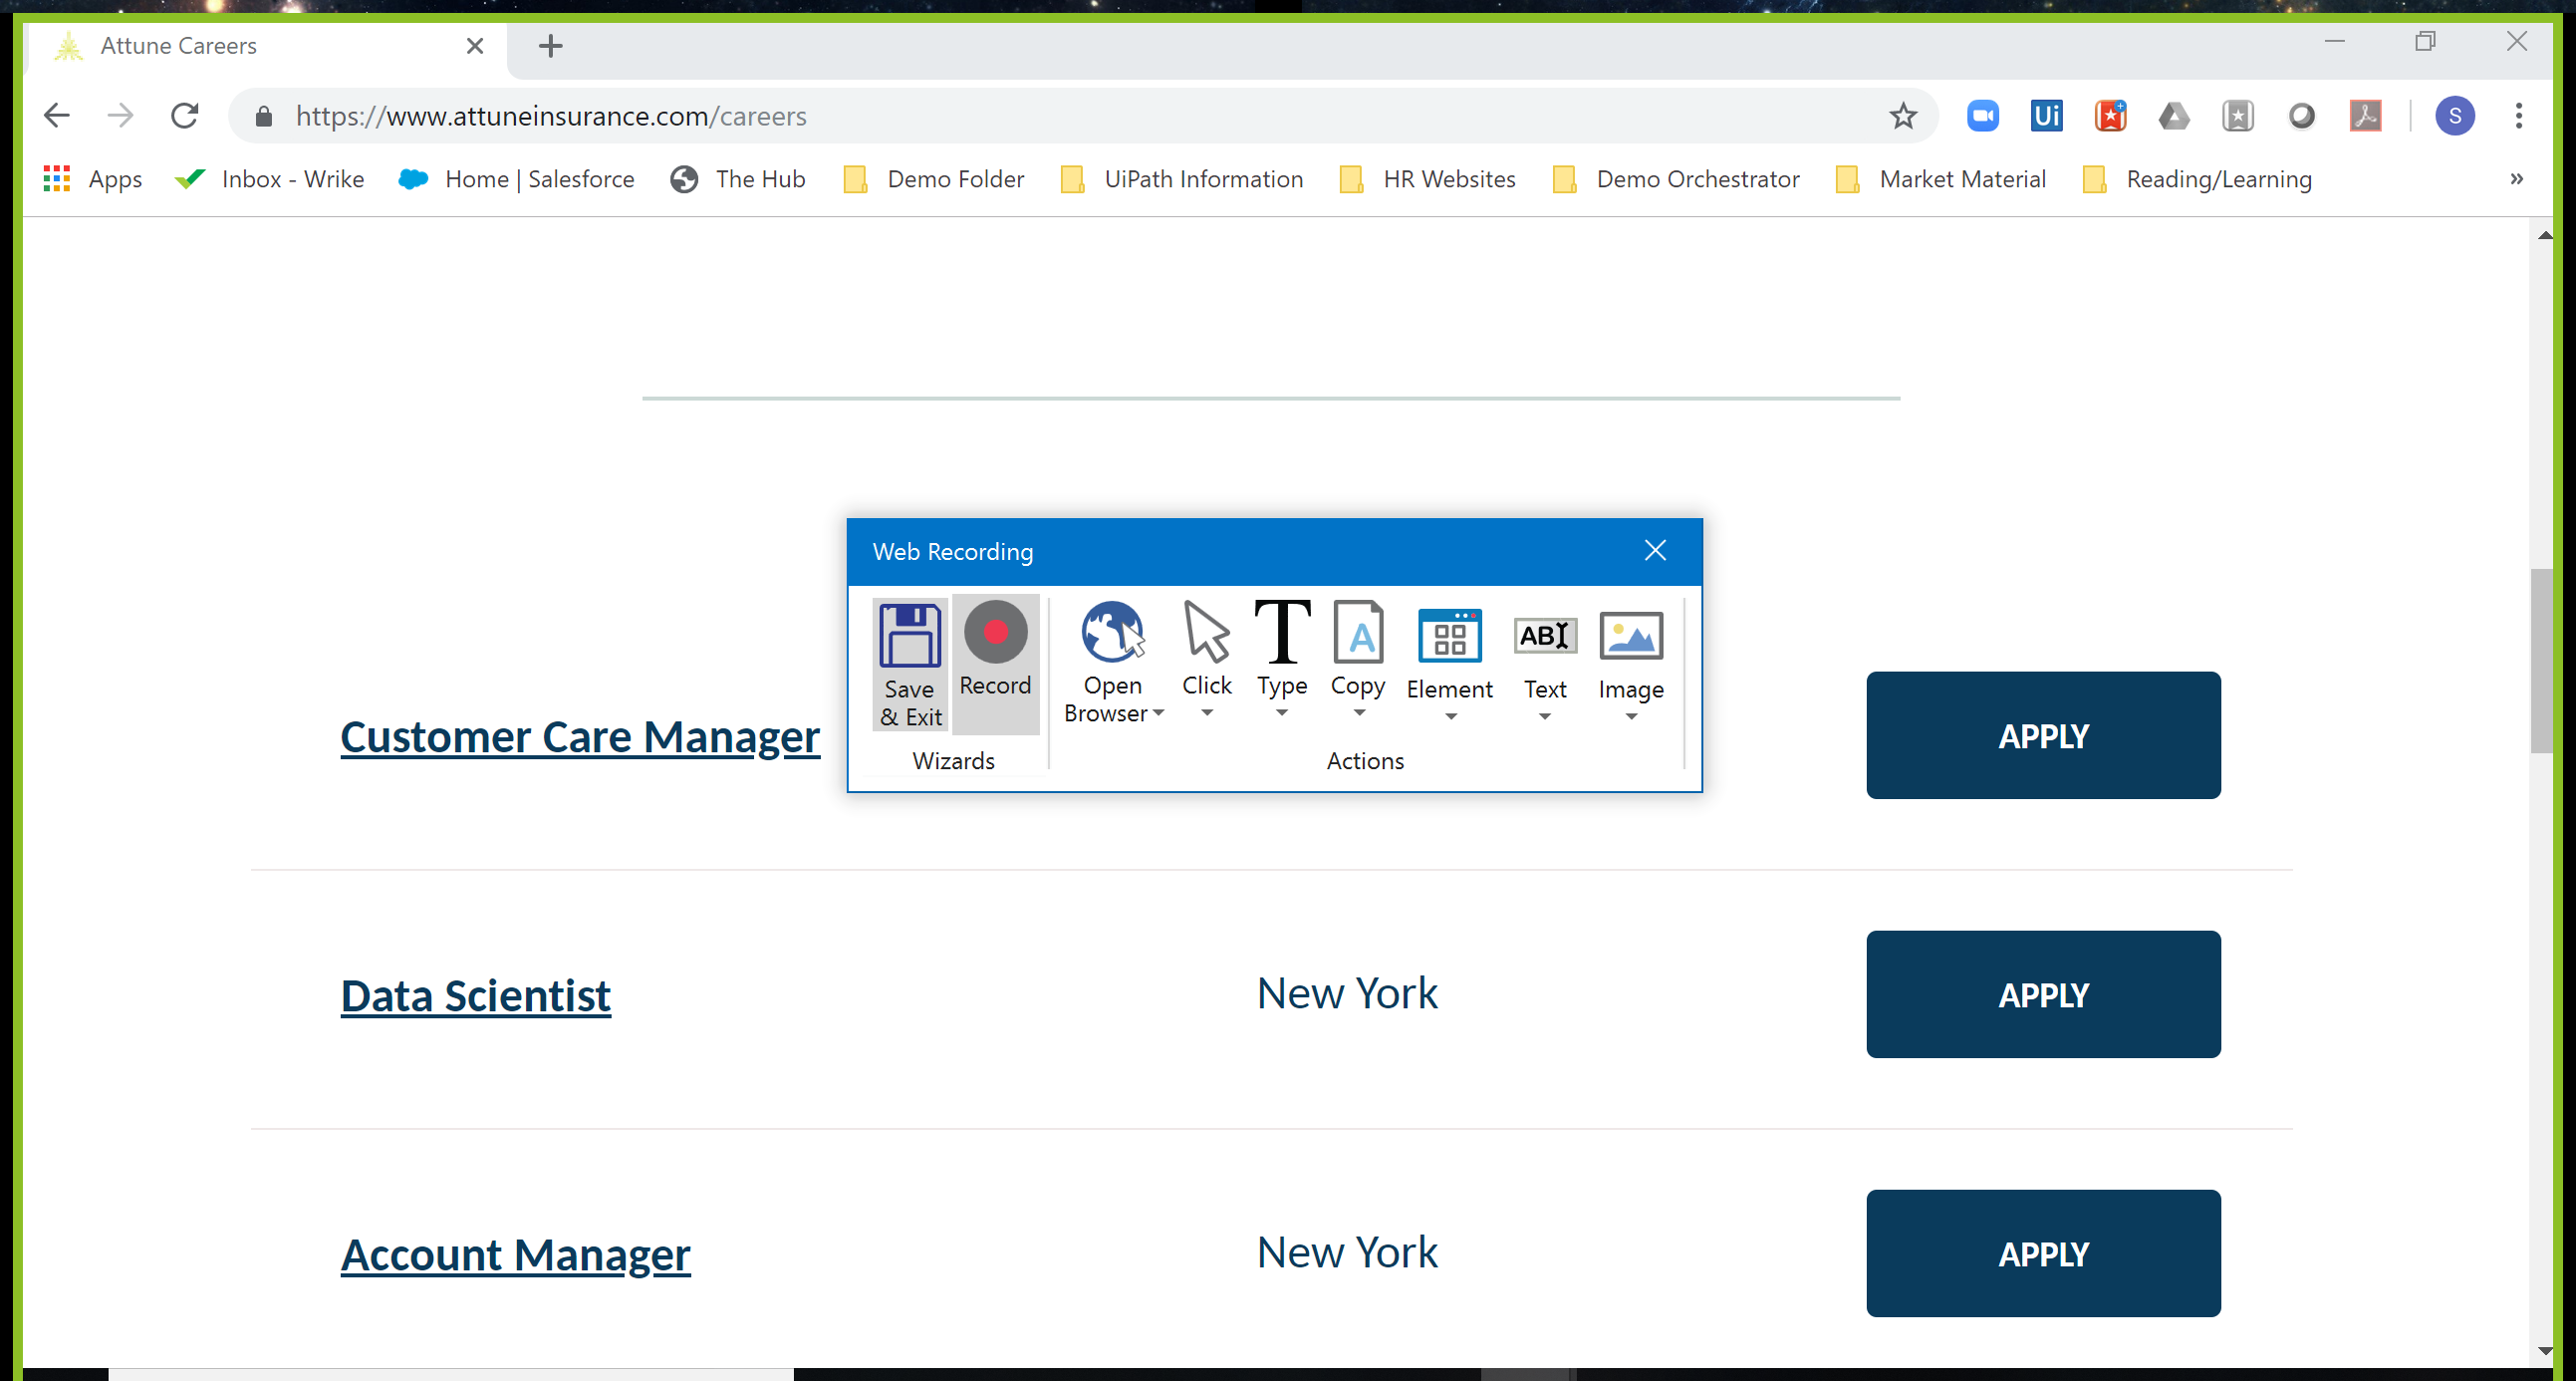 Attune Careers
https://www.attuneinsurance.com/careers
Ui
S
Apps Inbox - Wrike Home | Salesforce The Hub Demo Folder UiPath Information HR Websites Demo Orchestrator Market Material Reading/Learning »
Web Recording
Save & Exit
Record
Open Browser
Click
Type
Copy
Element
ABI
Text
Image
Wizards
Actions
Customer Care Manager
APPLY
Data Scientist New York APPLY
Account Manager New York APPLY